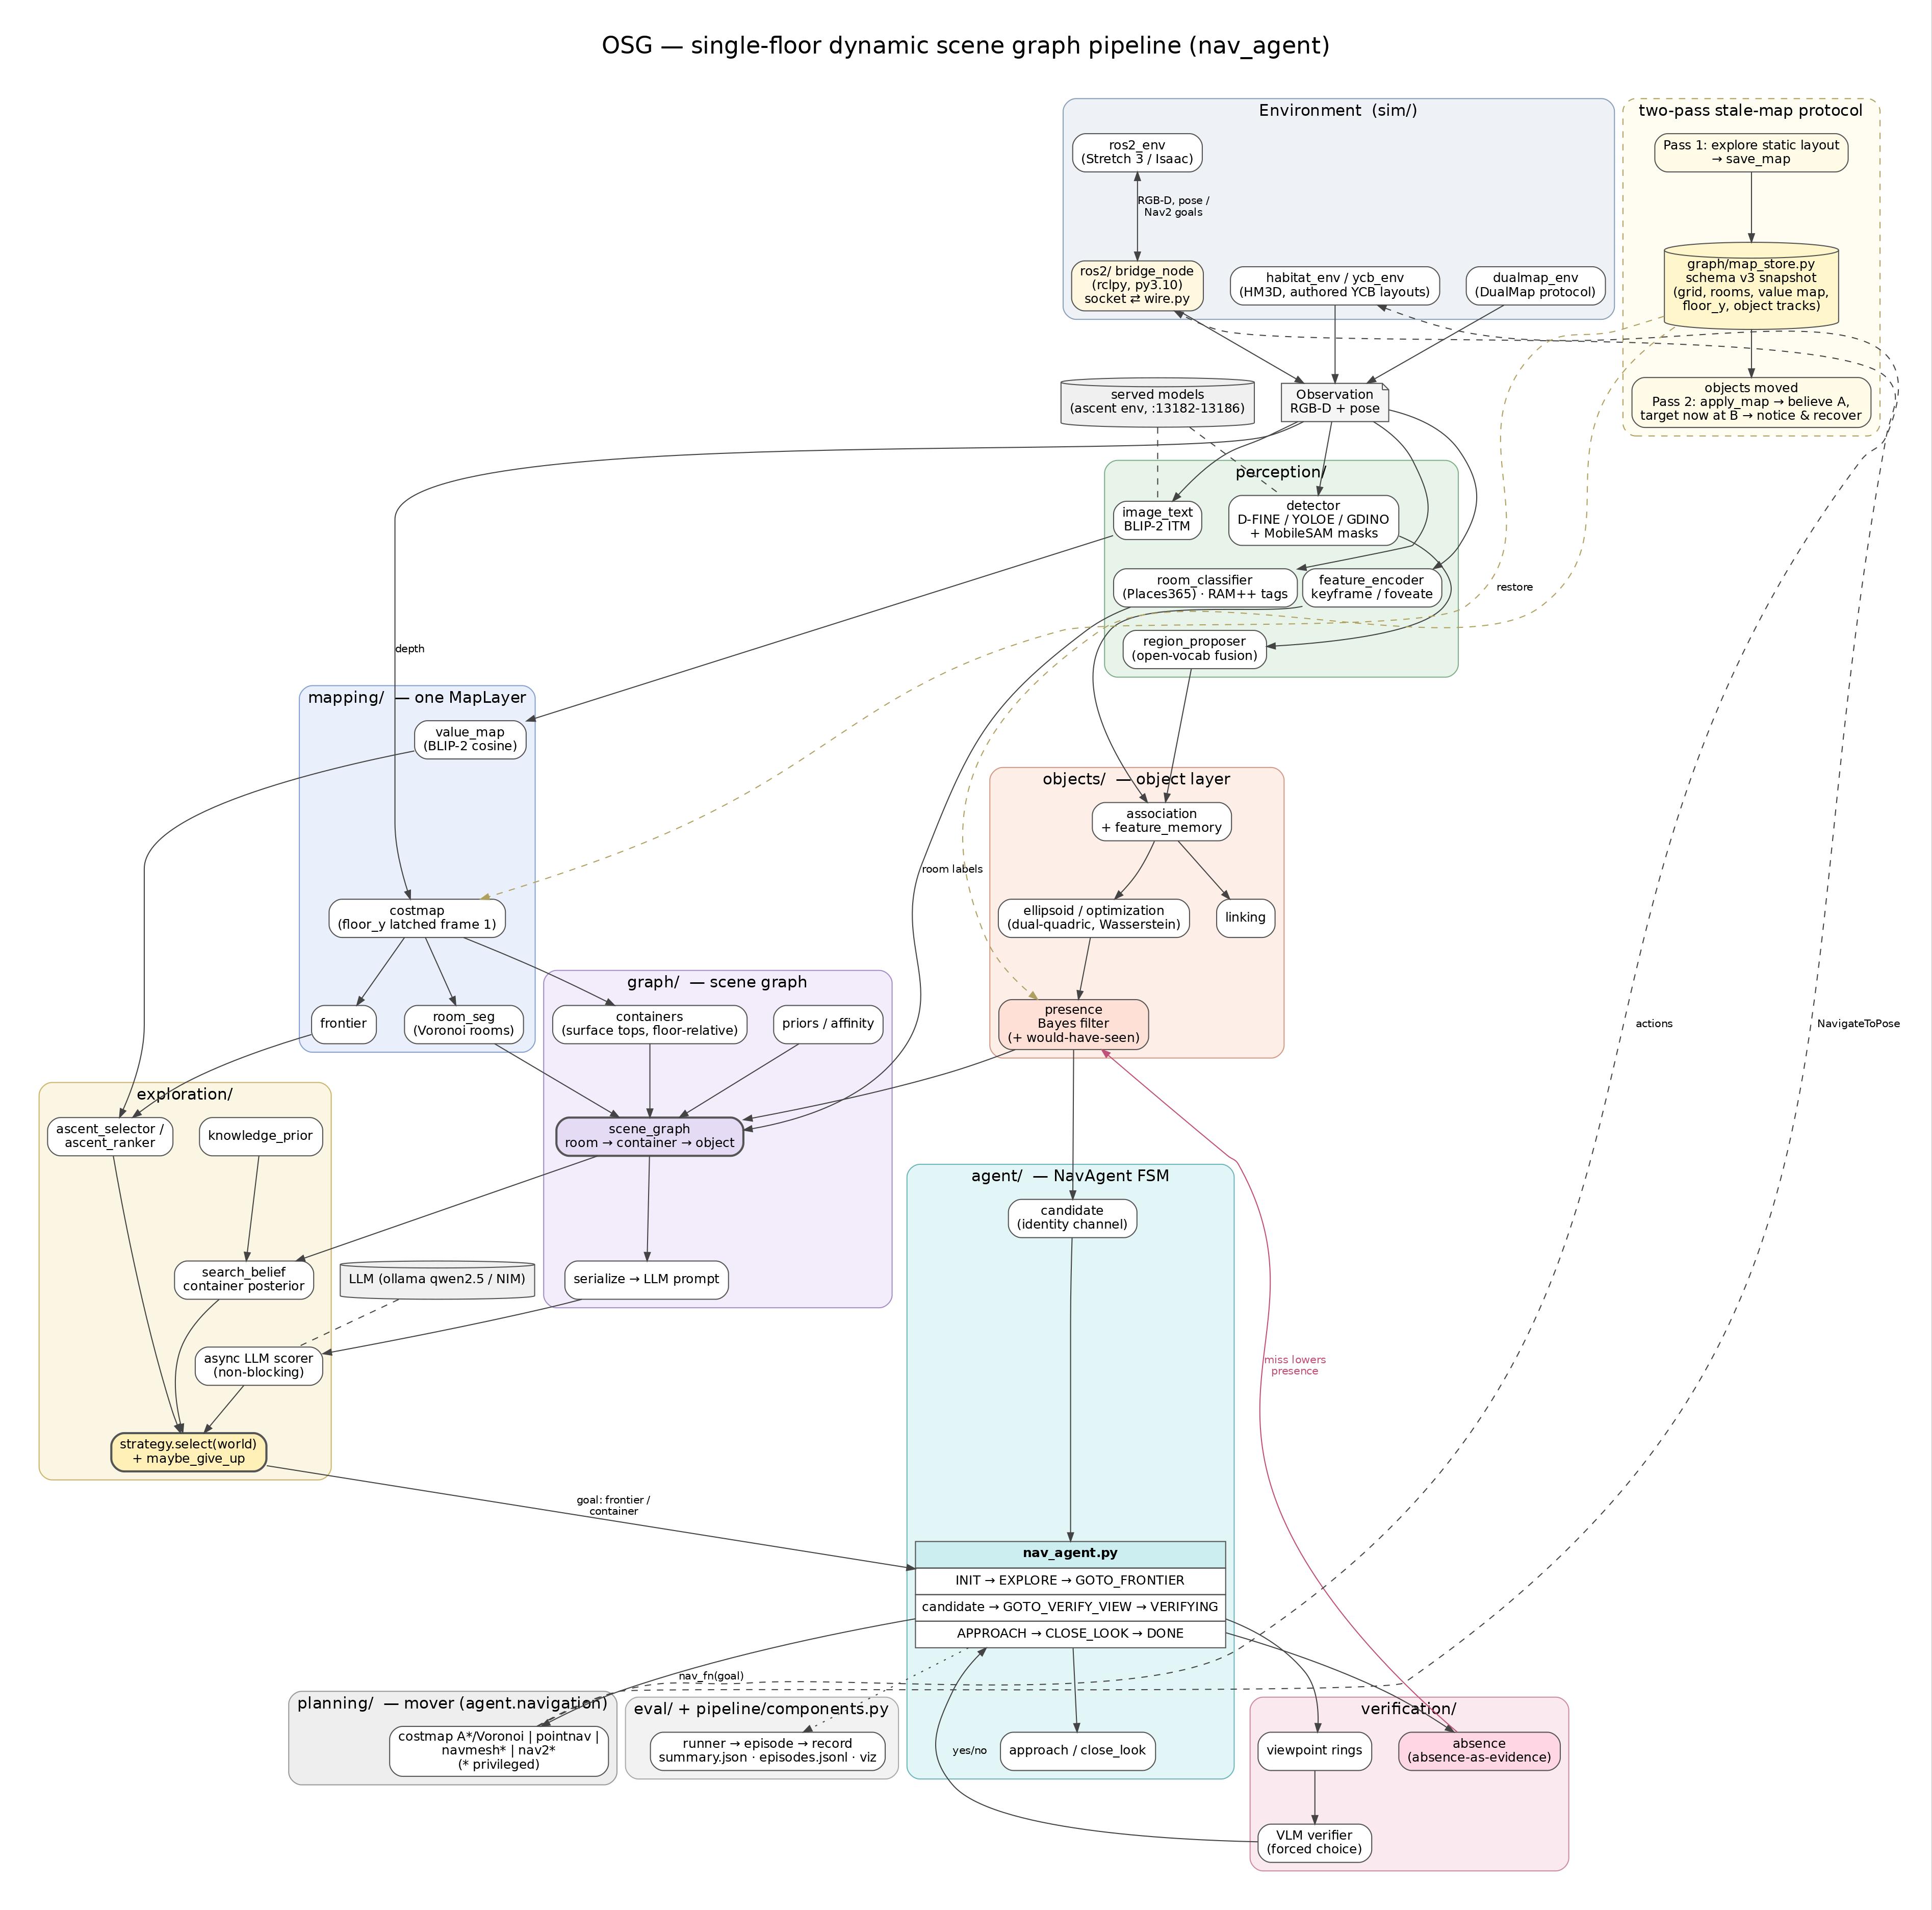 OSG — single-floor dynamic scene graph pipeline (nav_agent)
Environment (sim/)
ros2_env
(Stretch 3 / Isaac)
RGB-D, pose /
Nav2 goals
ros2/ bridge_node
(rclpy, py3.10)
socket ⇄ wire.py
habitat_env / ycb_env
(HM3D, authored YCB layouts)
dualmap_env
(DualMap protocol)
two-pass stale-map protocol
Pass 1: explore static layout
→ save_map
graph/map_store.py
schema v3 snapshot
(grid, rooms, value map,
floor_y, object tracks)
objects moved
Pass 2: apply_map → believe A,
target now at B → notice & recover
served models
(ascent env, :13182-13186)
Observation
RGB-D + pose
perception/
image_text
BLIP-2 ITM
detector
D-FINE / YOLOE / GDINO
+ MobileSAM masks
room_classifier
(Places365) · RAM++ tags
feature_encoder
keyframe / foveate
region_proposer
(open-vocab fusion)
restore
depth
mapping/ — one MapLayer
value_map
(BLIP-2 cosine)
costmap
(floor_y latched frame 1)
frontier
room_seg
(Voronoi rooms)
objects/ — object layer
association
+ feature_memory
ellipsoid / optimization
(dual-quadric, Wasserstein)
linking
presence
Bayes filter
(+ would-have-seen)
room labels
graph/ — scene graph
containers
(surface tops, floor-relative)
priors / affinity
scene_graph
room → container → object
serialize → LLM prompt
exploration/
ascent_selector /
ascent_ranker
knowledge_prior
search_belief
container posterior
LLM (ollama qwen2.5 / NIM)
async LLM scorer
(non-blocking)
strategy.select(world)
+ maybe_give_up
goal: frontier /
container
actions
NavigateToPose
miss lowers
presence
agent/ — NavAgent FSM
candidate
(identity channel)
nav_agent.py
INIT → EXPLORE → GOTO_FRONTIER
candidate → GOTO_VERIFY_VIEW → VERIFYING
APPROACH → CLOSE_LOOK → DONE
approach / close_look
nav_fn(goal)
yes/no
planning/ — mover (agent.navigation)
costmap A*/Voronoi | pointnav |
navmesh* | nav2*
(* privileged)
eval/ + pipeline/components.py
runner → episode → record
summary.json · episodes.jsonl · viz
verification/
viewpoint rings
absence
(absence-as-evidence)
VLM verifier
(forced choice)